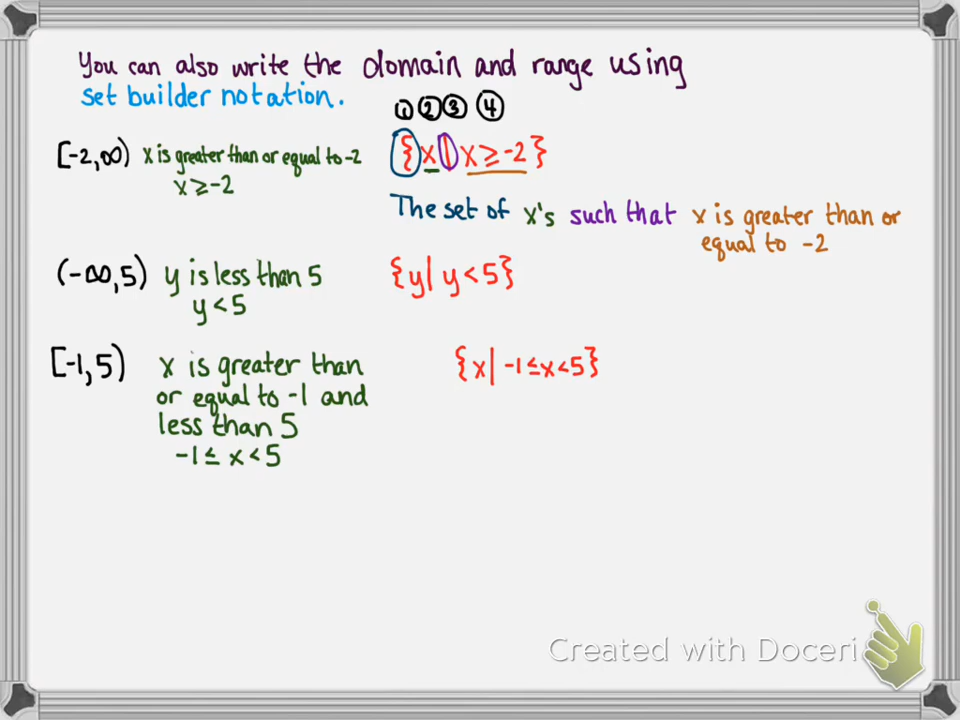 You can also write the domain and range using
set builder notation.
① ② ③ ④
[-2,∞) x is greater than or equal to -2
x ≥ -2
{x | x ≥ -2}
The set of x's such that x is greater than or
equal to -2
(-∞,5) y is less than 5
y < 5
{y | y < 5}
[-1,5) x is greater than
or equal to -1 and
less than 5
-1 ≤ x < 5
{x | -1 ≤ x < 5}
Created with Doceri